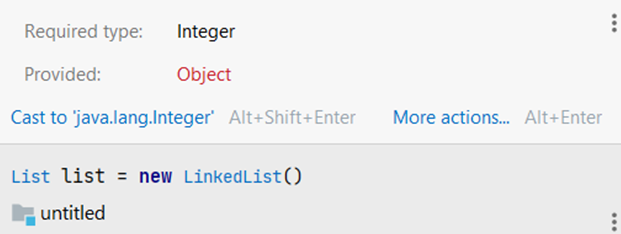 Required type: Integer
Provided: Object
Cast to 'java.lang.Integer' Alt+Shift+Enter More actions... Alt+Enter
List list = new LinkedList()
untitled